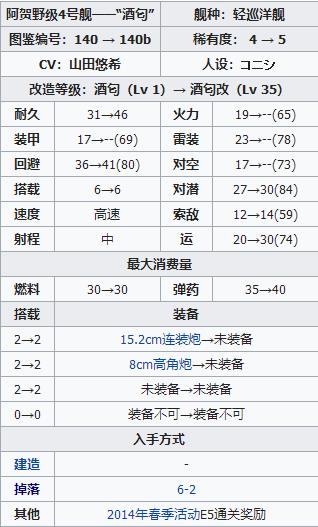 阿贺野级4号舰——“酒匂” 舰种：轻巡洋舰
图鉴编号：140 → 140b 稀有度： 4 → 5
CV：山田悠希 人设：コニシ
改造等级：酒匂（Lv 1）→ 酒匂改（Lv 35）
耐久 31→46 火力 19→--(65)
装甲 17→--(69) 雷装 23→--(78)
回避 36→41(80) 对空 17→--(73)
搭载 6→6 对潜 27→30(84)
速度 高速 索敌 12→14(59)
射程 中 运 20→30(74)
最大消费量
燃料 30→30 弹药 35→40
搭载 装备
2→2 15.2cm连装炮→未装备
2→2 8cm高角炮→未装备
2→2 未装备→未装备
0→0 装备不可→装备不可
入手方式
建造 -
掉落 6-2
其他 2014年春季活动E5通关奖励